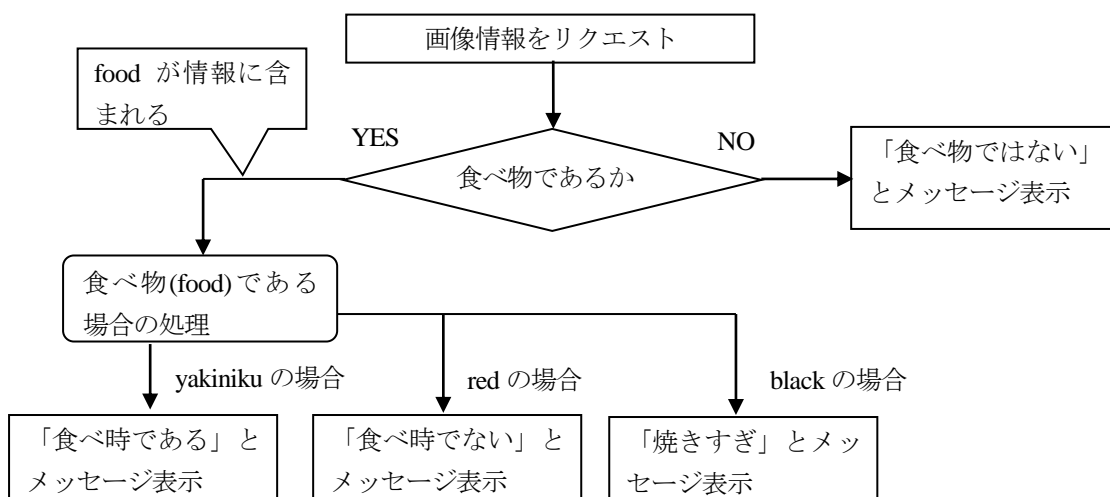 画像情報をリクエスト
food が情報に含
まれる
YES
NO
食べ物であるか
「食べ物ではない」
とメッセージ表示
食べ物(food)である
場合の処理
yakiniku の場合
red の場合
black の場合
「食べ時である」と
メッセージ表示
「食べ時でない」と
メッセージ表示
「焼きすぎ」とメッ
セージ表示